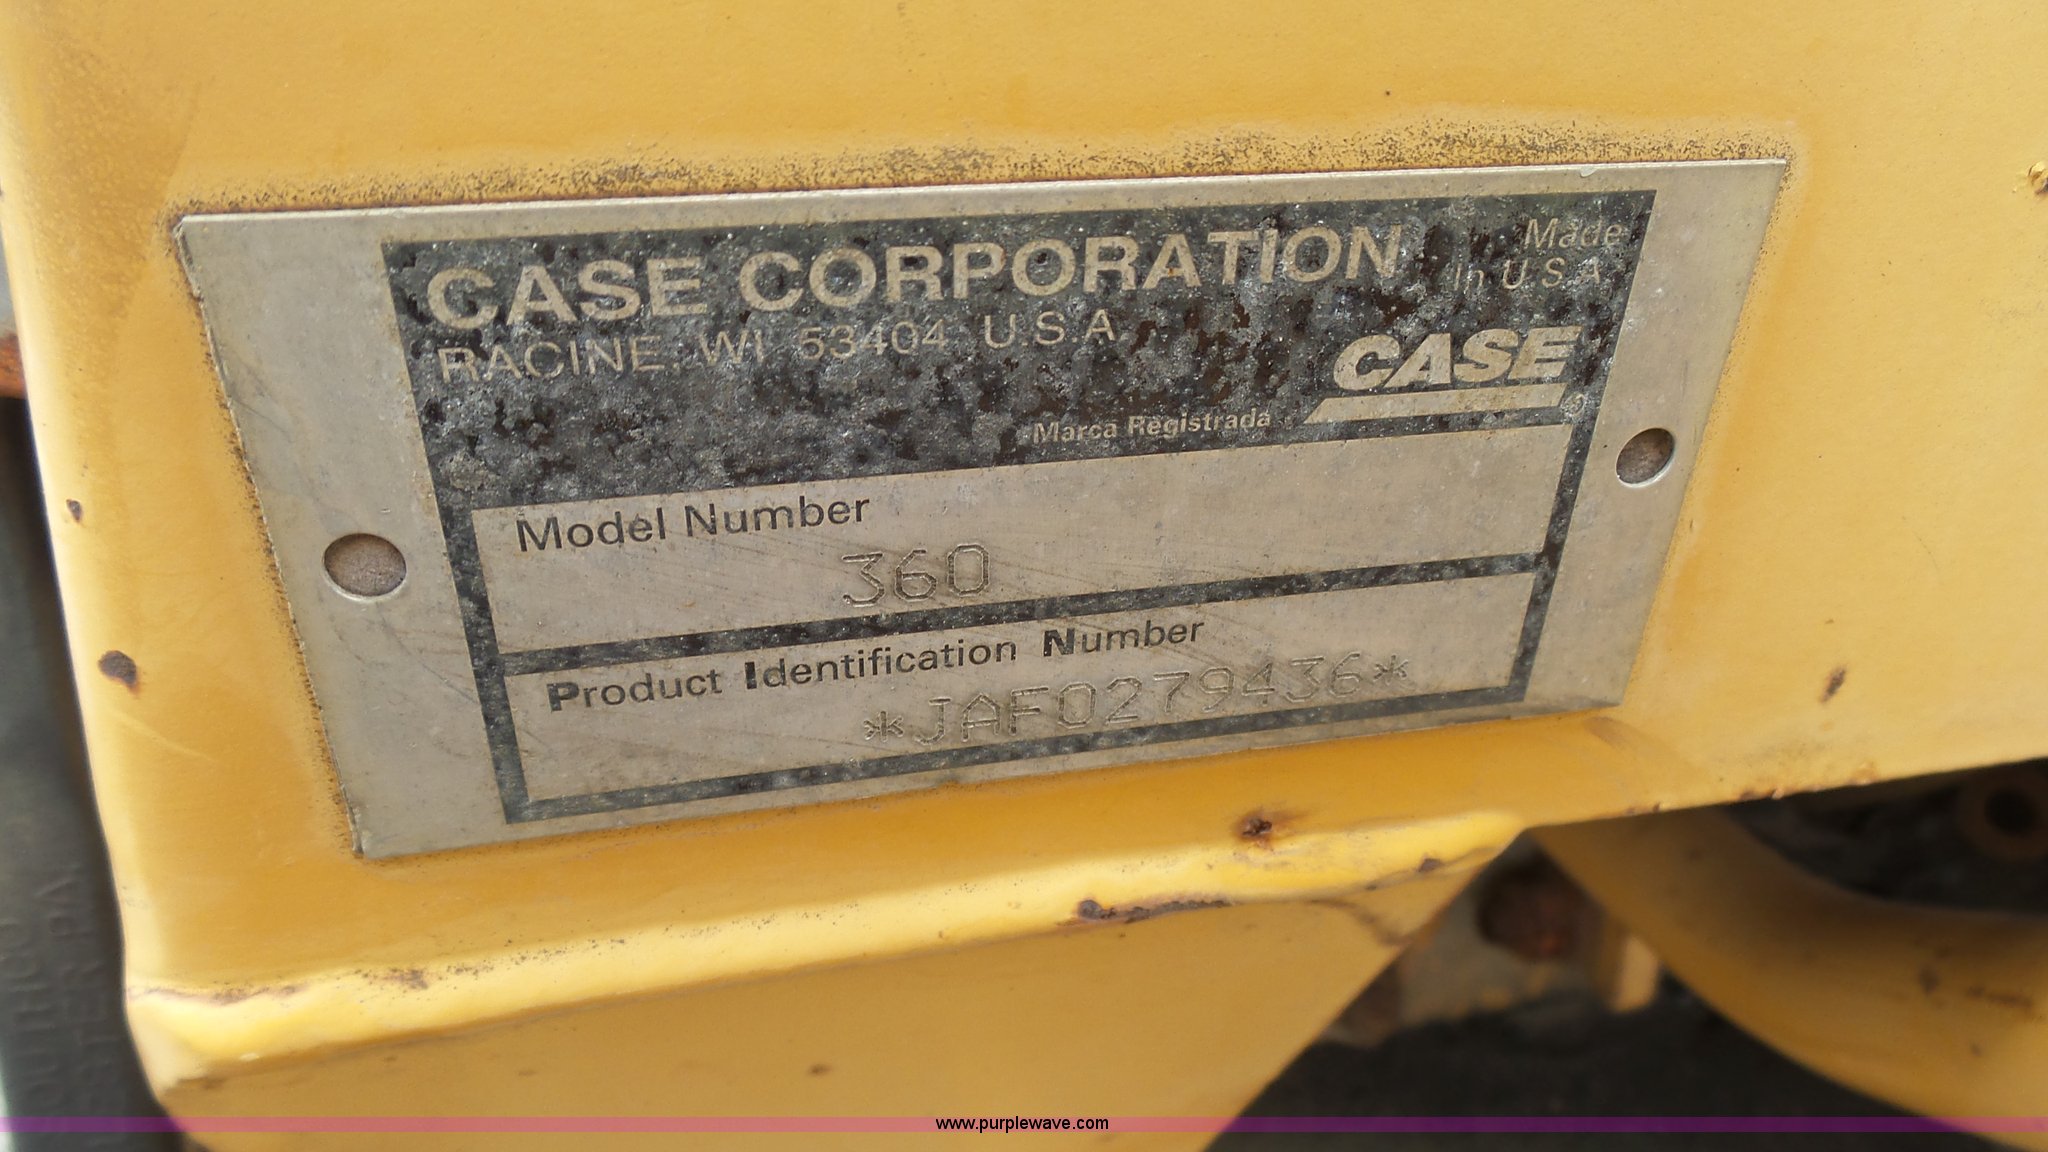 CASE CORPORATION
Made
In U.S.A
RACINE, WI 53404 U.S.A
CASE
®
Marca Registrada
Model Number
360
Product Identification Number
*JAF0279436*
www.purplewave.com